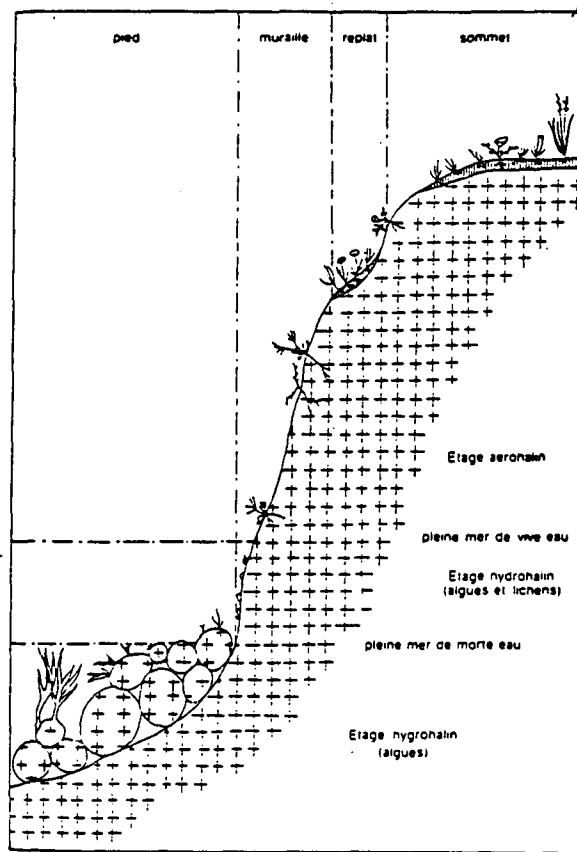 pied muraille replat sommet
Etage aerohalin
pleine mer de vive eau
Etage hydrohalin
(algues et lichens)
pleine mer de morte eau
Etage hygrohalin
(algues)